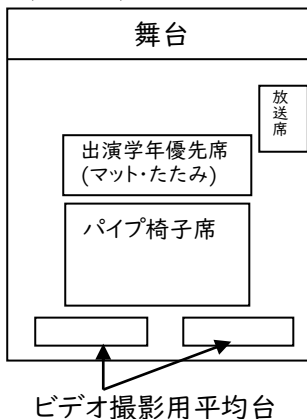 舞台
放送席
出演学年優先席
(マット・たたみ)
パイプ椅子席
ビデオ撮影用平均台